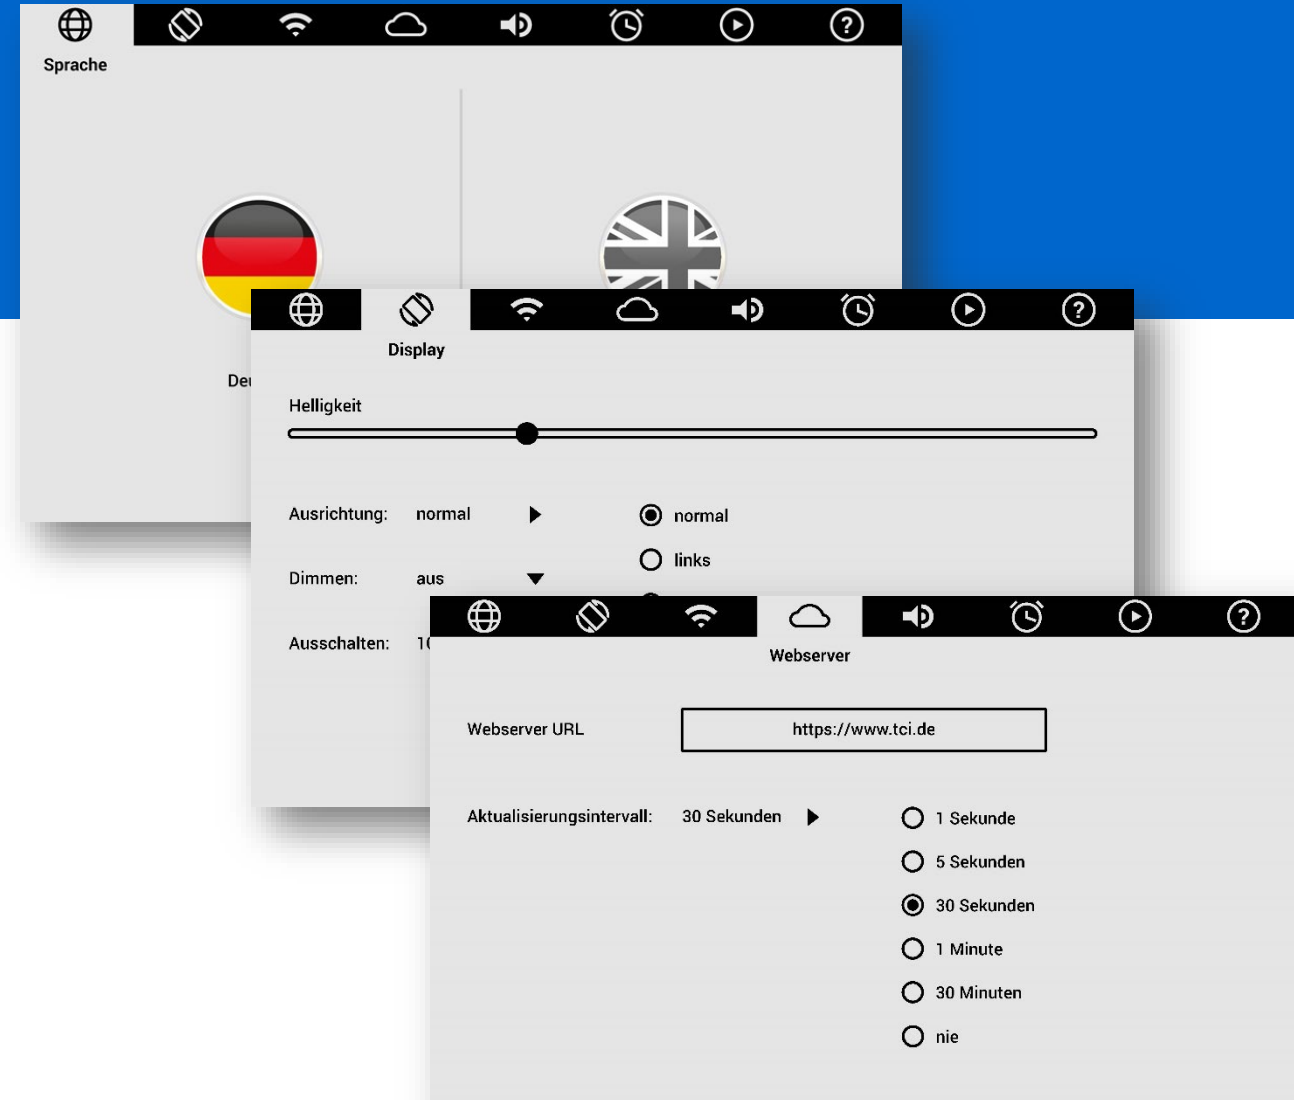 Sprache
Display
Helligkeit
Ausrichtung: normal
normal
links
Dimmen: aus
Ausschalten:
Webserver
Webserver URL
https://www.tci.de
Aktualisierungsintervall: 30 Sekunden
1 Sekunde
5 Sekunden
30 Sekunden
1 Minute
30 Minuten
nie